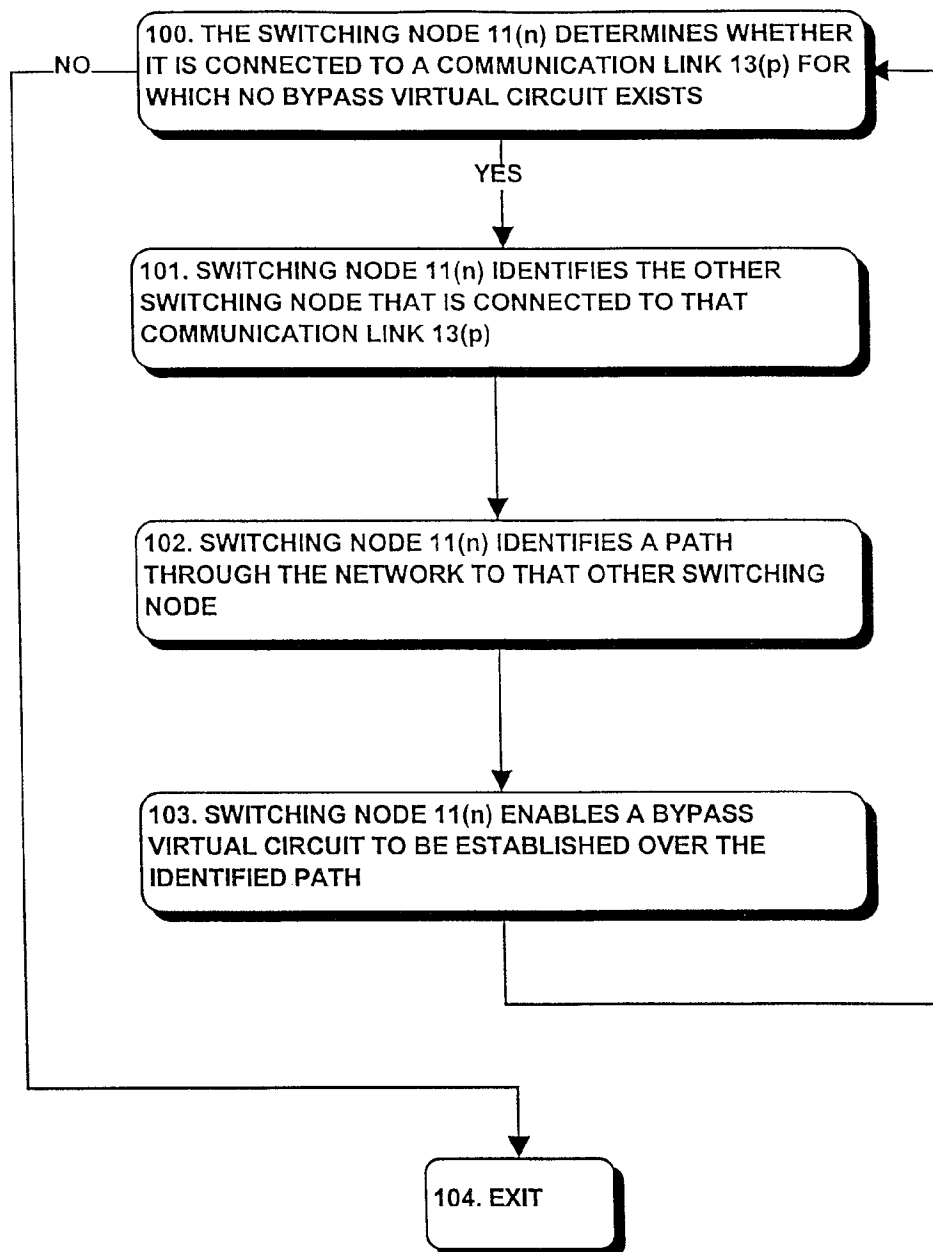 100. THE SWITCHING NODE 11(n) DETERMINES WHETHER
IT IS CONNECTED TO A COMMUNICATION LINK 13(p) FOR
WHICH NO BYPASS VIRTUAL CIRCUIT EXISTS
NO
YES
101. SWITCHING NODE 11(n) IDENTIFIES THE OTHER
SWITCHING NODE THAT IS CONNECTED TO THAT
COMMUNICATION LINK 13(p)
102. SWITCHING NODE 11(n) IDENTIFIES A PATH
THROUGH THE NETWORK TO THAT OTHER SWITCHING
NODE
103. SWITCHING NODE 11(n) ENABLES A BYPASS
VIRTUAL CIRCUIT TO BE ESTABLISHED OVER THE
IDENTIFIED PATH
104. EXIT